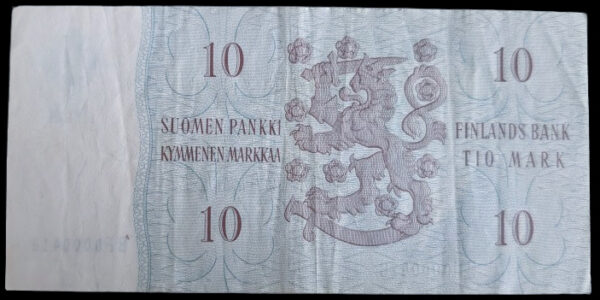 10 10
SUOMEN PANKKI FINLANDS BANK
KYMMENEN MARKKAA TIO MARK
10 10